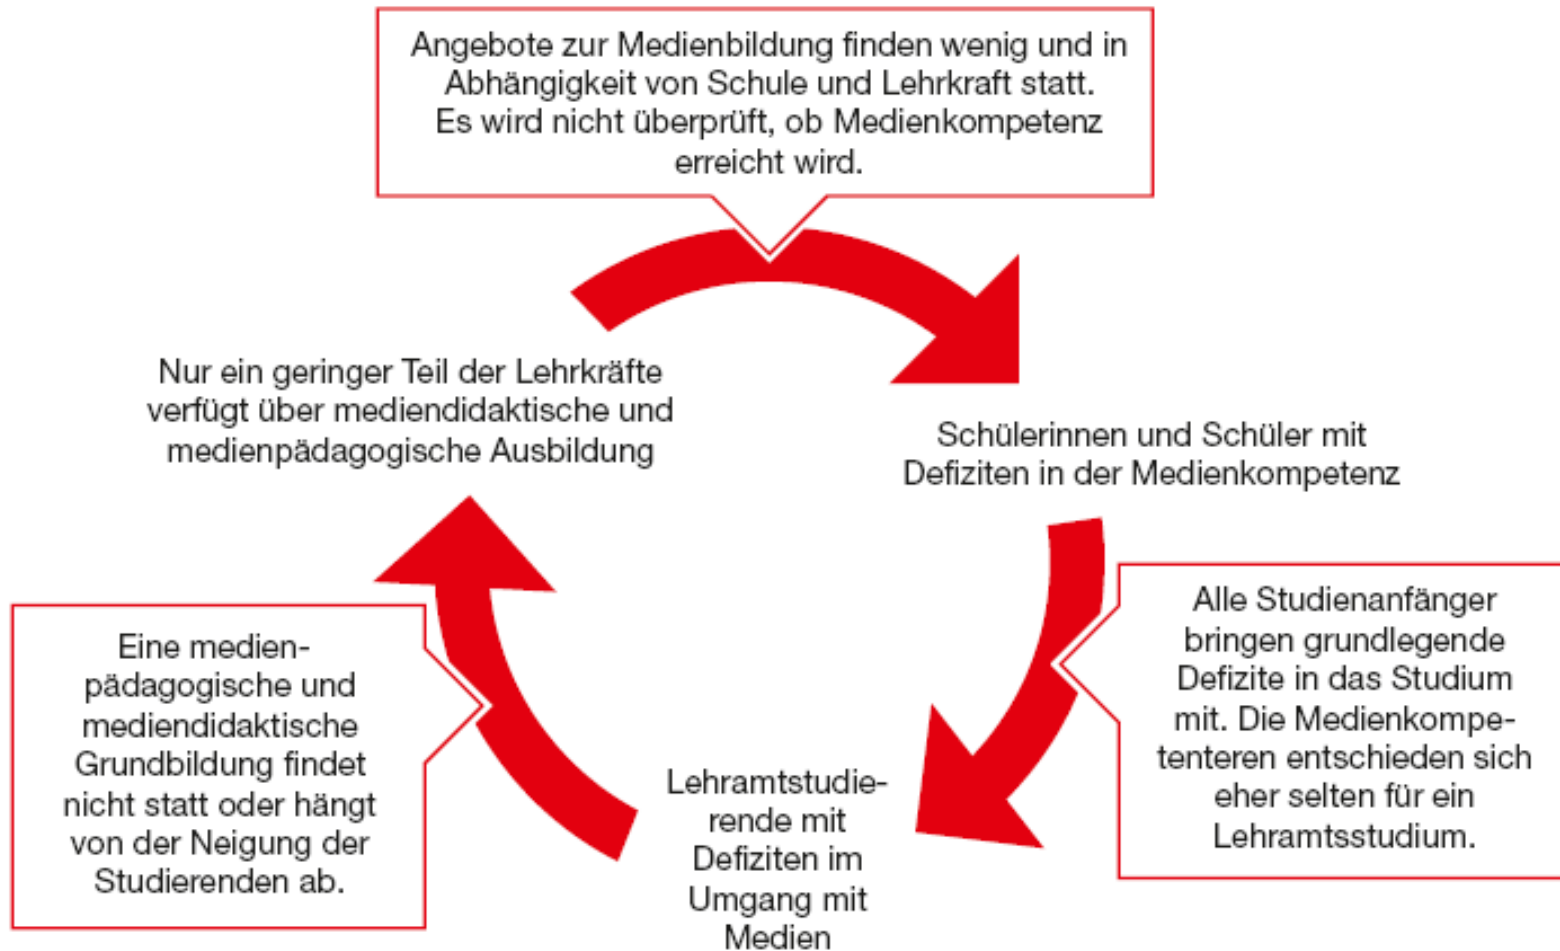 Angebote zur Medienbildung finden wenig und in
Abhängigkeit von Schule und Lehrkraft statt.
Es wird nicht überprüft, ob Medienkompetenz
erreicht wird.
Nur ein geringer Teil der Lehrkräfte
verfügt über mediendidaktische und
medienpädagogische Ausbildung
Schülerinnen und Schüler mit
Defiziten in der Medienkompetenz
Alle Studienanfänger
bringen grundlegende
Defizite in das Studium
mit. Die Medienkompe-
tenteren entschieden sich
eher selten für ein
Lehramtsstudium.
Lehramtstudie-
rende mit
Defiziten im
Umgang mit
Medien
Eine medien-
pädagogische und
mediendidaktische
Grundbildung findet
nicht statt oder hängt
von der Neigung der
Studierenden ab.